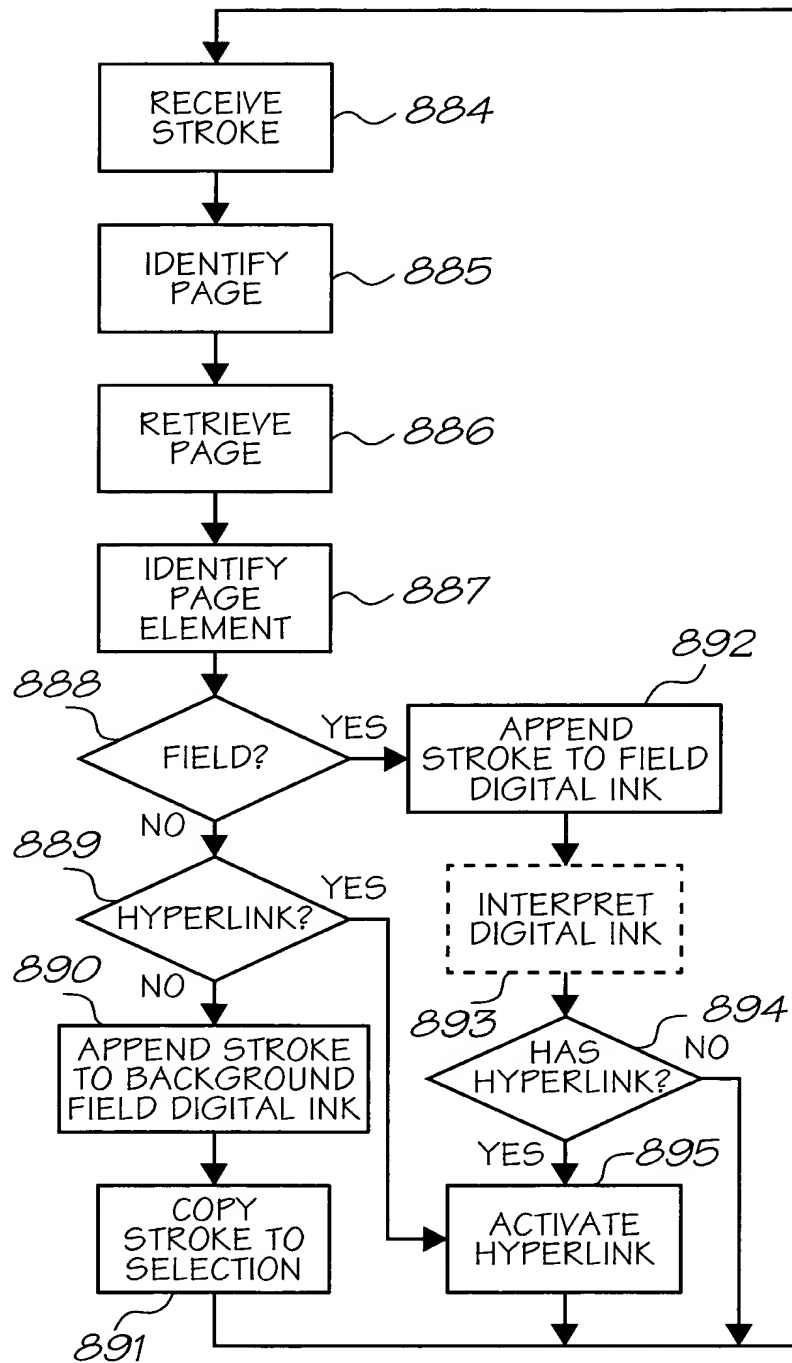 RECEIVE
STROKE
884
IDENTIFY
PAGE
885
RETRIEVE
PAGE
886
IDENTIFY
PAGE
ELEMENT
887
888
FIELD?
YES
NO
892
APPEND
STROKE TO FIELD
DIGITAL INK
889
HYPERLINK?
YES
NO
INTERPRET
DIGITAL INK
893
890
APPEND STROKE
TO BACKGROUND
FIELD DIGITAL INK
894
HAS
HYPERLINK?
NO
YES
COPY
STROKE TO
SELECTION
891
895
ACTIVATE
HYPERLINK